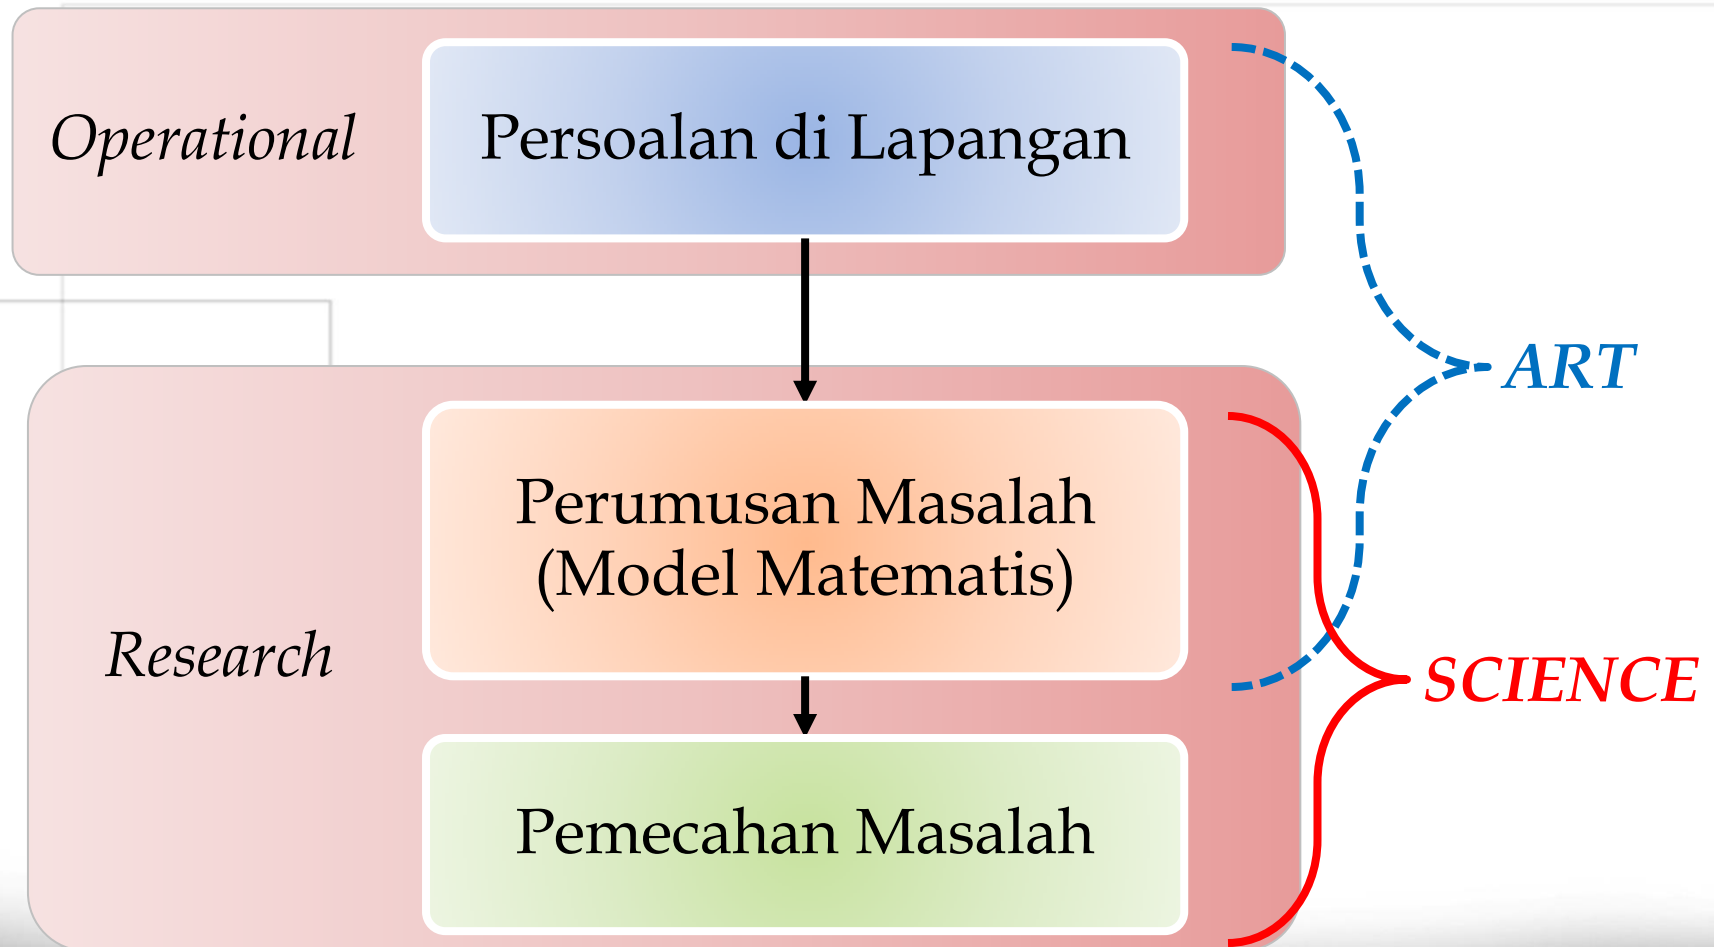 Operational
Persoalan di Lapangan
ART
Perumusan Masalah
(Model Matematis)
Research
SCIENCE
Pemecahan Masalah